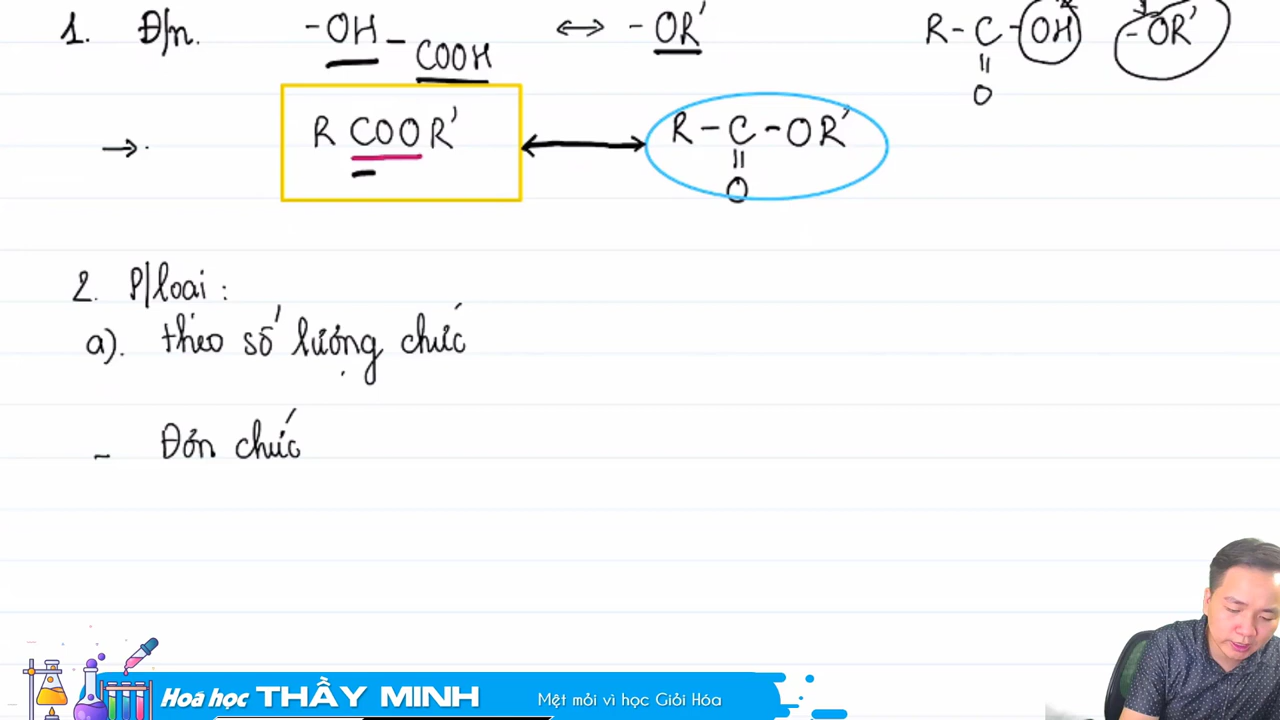 1. Đ/n. -OH - COOH ⟺ - OR' R - C - OH - OR'
|| O
→. R COO R' ⟷ R - C - OR'
|| O
2. P/loại :
a). theo số lượng chức
- Đơn chức
Hoá học THẦY MINH Mệt mỏi vì học Giỏi Hóa